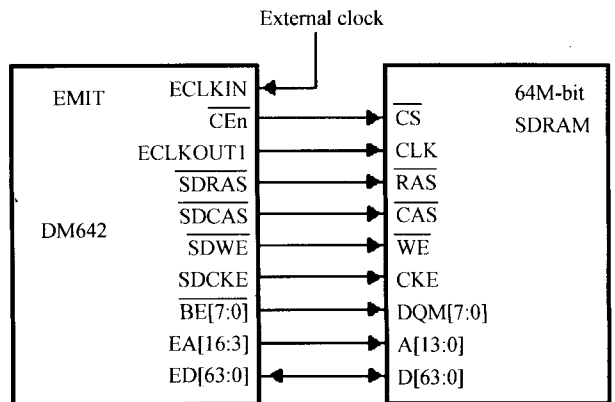 External clock
EMIT
ECLKIN
64M-bit
CEn
CS
SDRAM
ECLKOUT1
CLK
SDRAS
RAS
SDCAS
CAS
DM642
SDWE
WE
SDCKE
CKE
BE[7:0]
DQM[7:0]
EA[16:3]
A[13:0]
ED[63:0]
D[63:0]